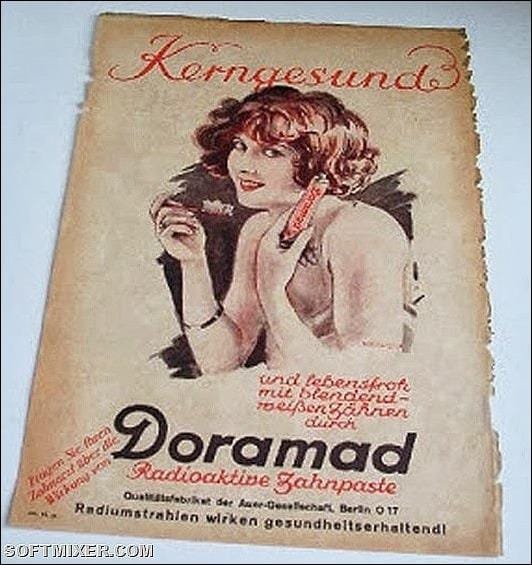 Kerngesund
DORAMAD
und lebensfroh
mit blendend-
weißen Zähnen
durch
Fragen Sie Ihren
Zahnarzt über die
Wirkung von
Doramad
Radioaktive Zahnpaste
Qualitätsfabrikat der Auer-Gesellschaft, Berlin O 17
Radiumstrahlen wirken gesundheitserhaltend!
SOFTMIXER.COM